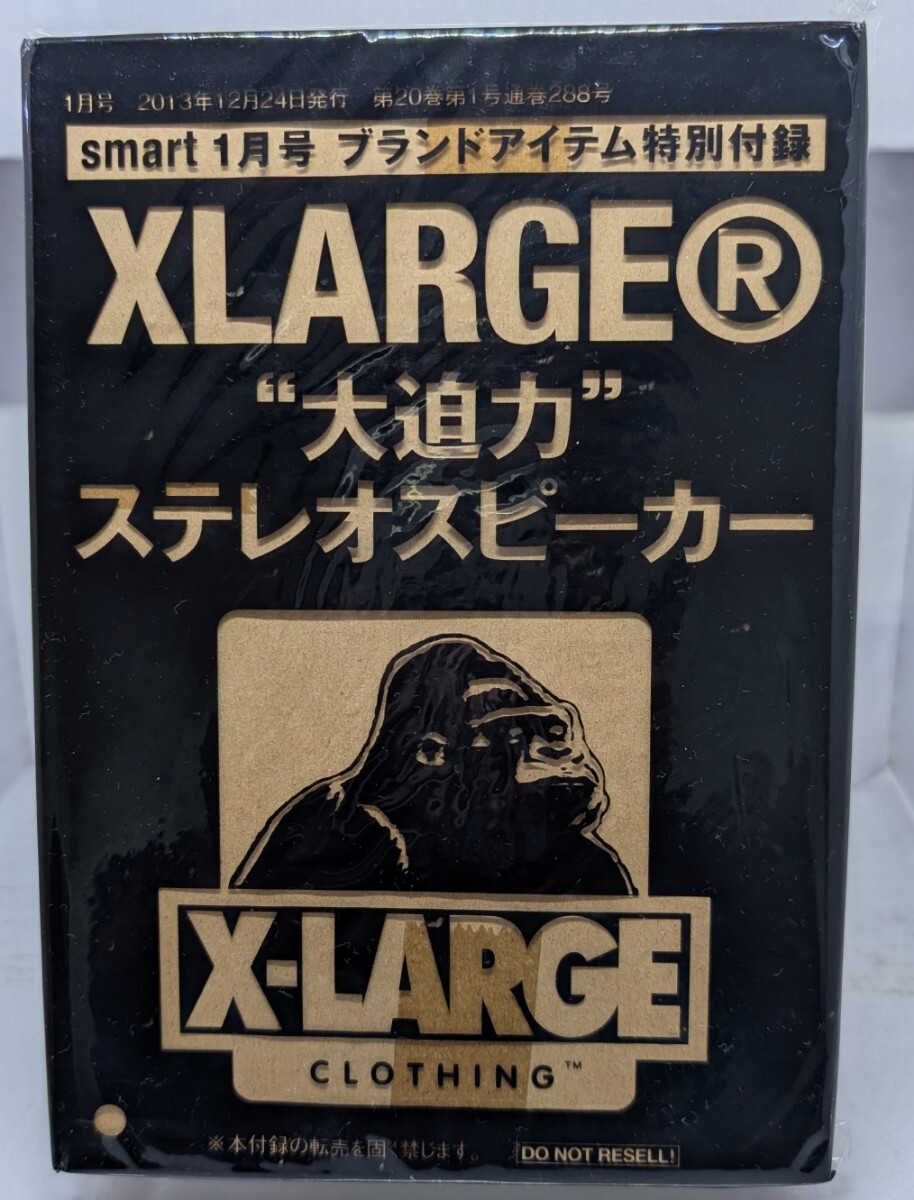 1月号 2013年12月24日発行 第20巻第1号通巻288号
smart 1月号 ブランドアイテム特別付録
XLARGE®
“大迫力”
ステレオスピーカー
X-LARGE
CLOTHING™
※本付録の転売を固く禁じます。 DO NOT RESELL!